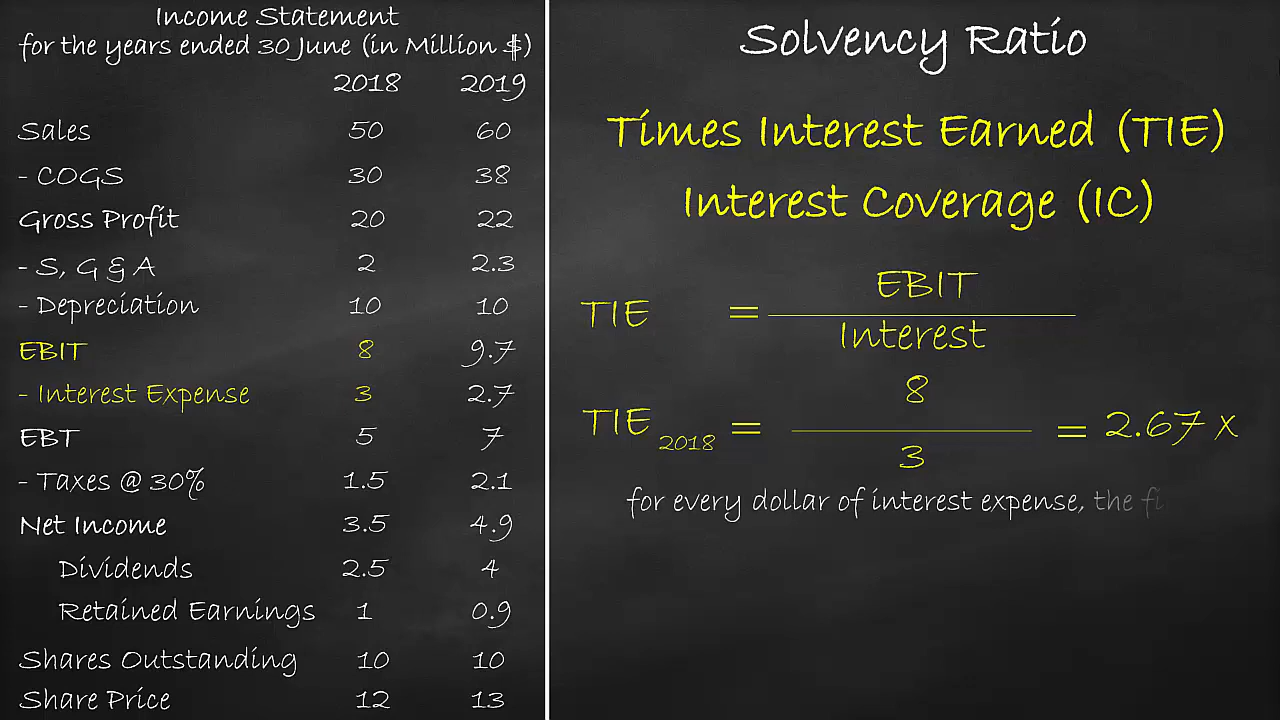 Income Statement
for the years ended 30 June (in Million $)
2018 2019
Sales 50 60
- COGS 30 38
Gross Profit 20 22
- S, G & A 2 2.3
- Depreciation 10 10
EBIT 8 9.7
- Interest Expense 3 2.7
EBT 5 7
- Taxes @ 30% 1.5 2.1
Net Income 3.5 4.9
Dividends 2.5 4
Retained Earnings 1 0.9
Shares Outstanding 10 10
Share Price 12 13
Solvency Ratio
Times Interest Earned (TIE)
Interest Coverage (IC)
EBIT
TIE =
Interest
8
TIE 2018 = = 2.67 x
3
for every dollar of interest expense, the fi